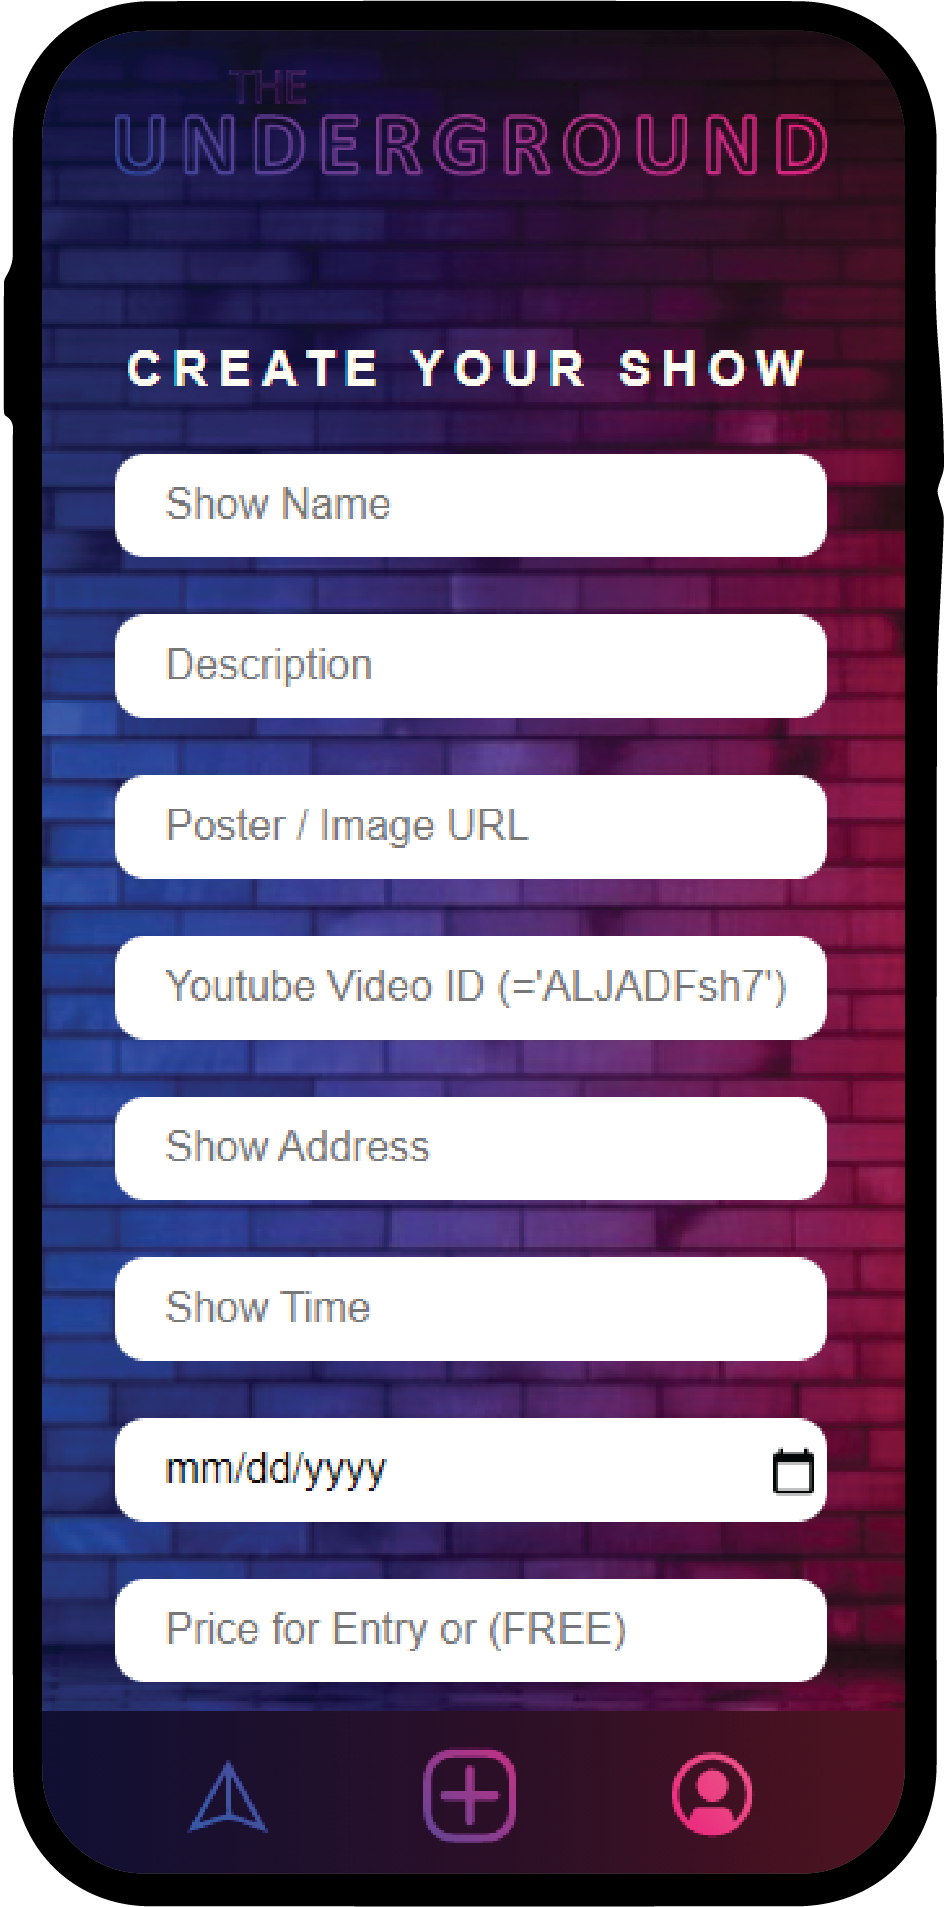 THE
UNDERGROUND
CREATE YOUR SHOW
Show Name
Description
Poster / Image URL
Youtube Video ID (='ALJADFsh7')
Show Address
Show Time
mm/dd/yyyy
Price for Entry or (FREE)